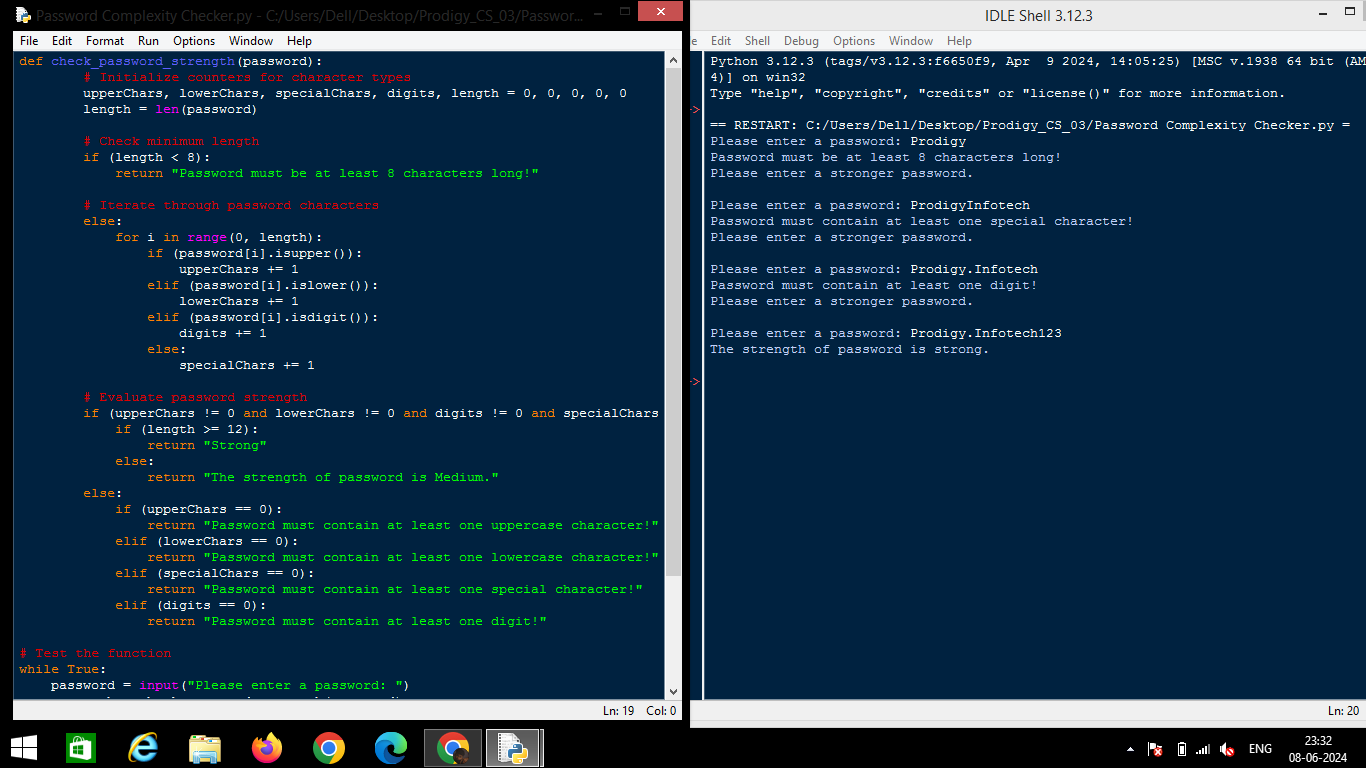 Password Complexity Checker.py - C:/Users/Dell/Desktop/Prodigy_CS_03/Passwor...
File Edit Format Run Options Window Help
def check_password_strength(password):
        # Initialize counters for character types
        upperChars, lowerChars, specialChars, digits, length = 0, 0, 0, 0, 0
        length = len(password)
        # Check minimum length
        if (length < 8):
            return "Password must be at least 8 characters long!"
        # Iterate through password characters
        else:
            for i in range(0, length):
                if (password[i].isupper()):
                    upperChars += 1
                elif (password[i].islower()):
                    lowerChars += 1
                elif (password[i].isdigit()):
                    digits += 1
                else:
                    specialChars += 1
        # Evaluate password strength
        if (upperChars != 0 and lowerChars != 0 and digits != 0 and specialChars
            if (length >= 12):
                return "Strong"
            else:
                return "The strength of password is Medium."
        else:
            if (upperChars == 0):
                return "Password must contain at least one uppercase character!"
            elif (lowerChars == 0):
                return "Password must contain at least one lowercase character!"
            elif (specialChars == 0):
                return "Password must contain at least one special character!"
            elif (digits == 0):
                return "Password must contain at least one digit!"
# Test the function
while True:
    password = input("Please enter a password: ")
Ln: 19 Col: 0
IDLE Shell 3.12.3
e Edit Shell Debug Options Window Help
Python 3.12.3 (tags/v3.12.3:f6650f9, Apr  9 2024, 14:05:25) [MSC v.1938 64 bit (AM
4)] on win32
Type "help", "copyright", "credits" or "license()" for more information.
>
== RESTART: C:/Users/Dell/Desktop/Prodigy_CS_03/Password Complexity Checker.py =
Please enter a password: Prodigy
Password must be at least 8 characters long!
Please enter a stronger password.
Please enter a password: ProdigyInfotech
Password must contain at least one special character!
Please enter a stronger password.
Please enter a password: Prodigy.Infotech
Password must contain at least one digit!
Please enter a stronger password.
Please enter a password: Prodigy.Infotech123
The strength of password is strong.
>
Ln: 20
ENG
23:32
08-06-2024